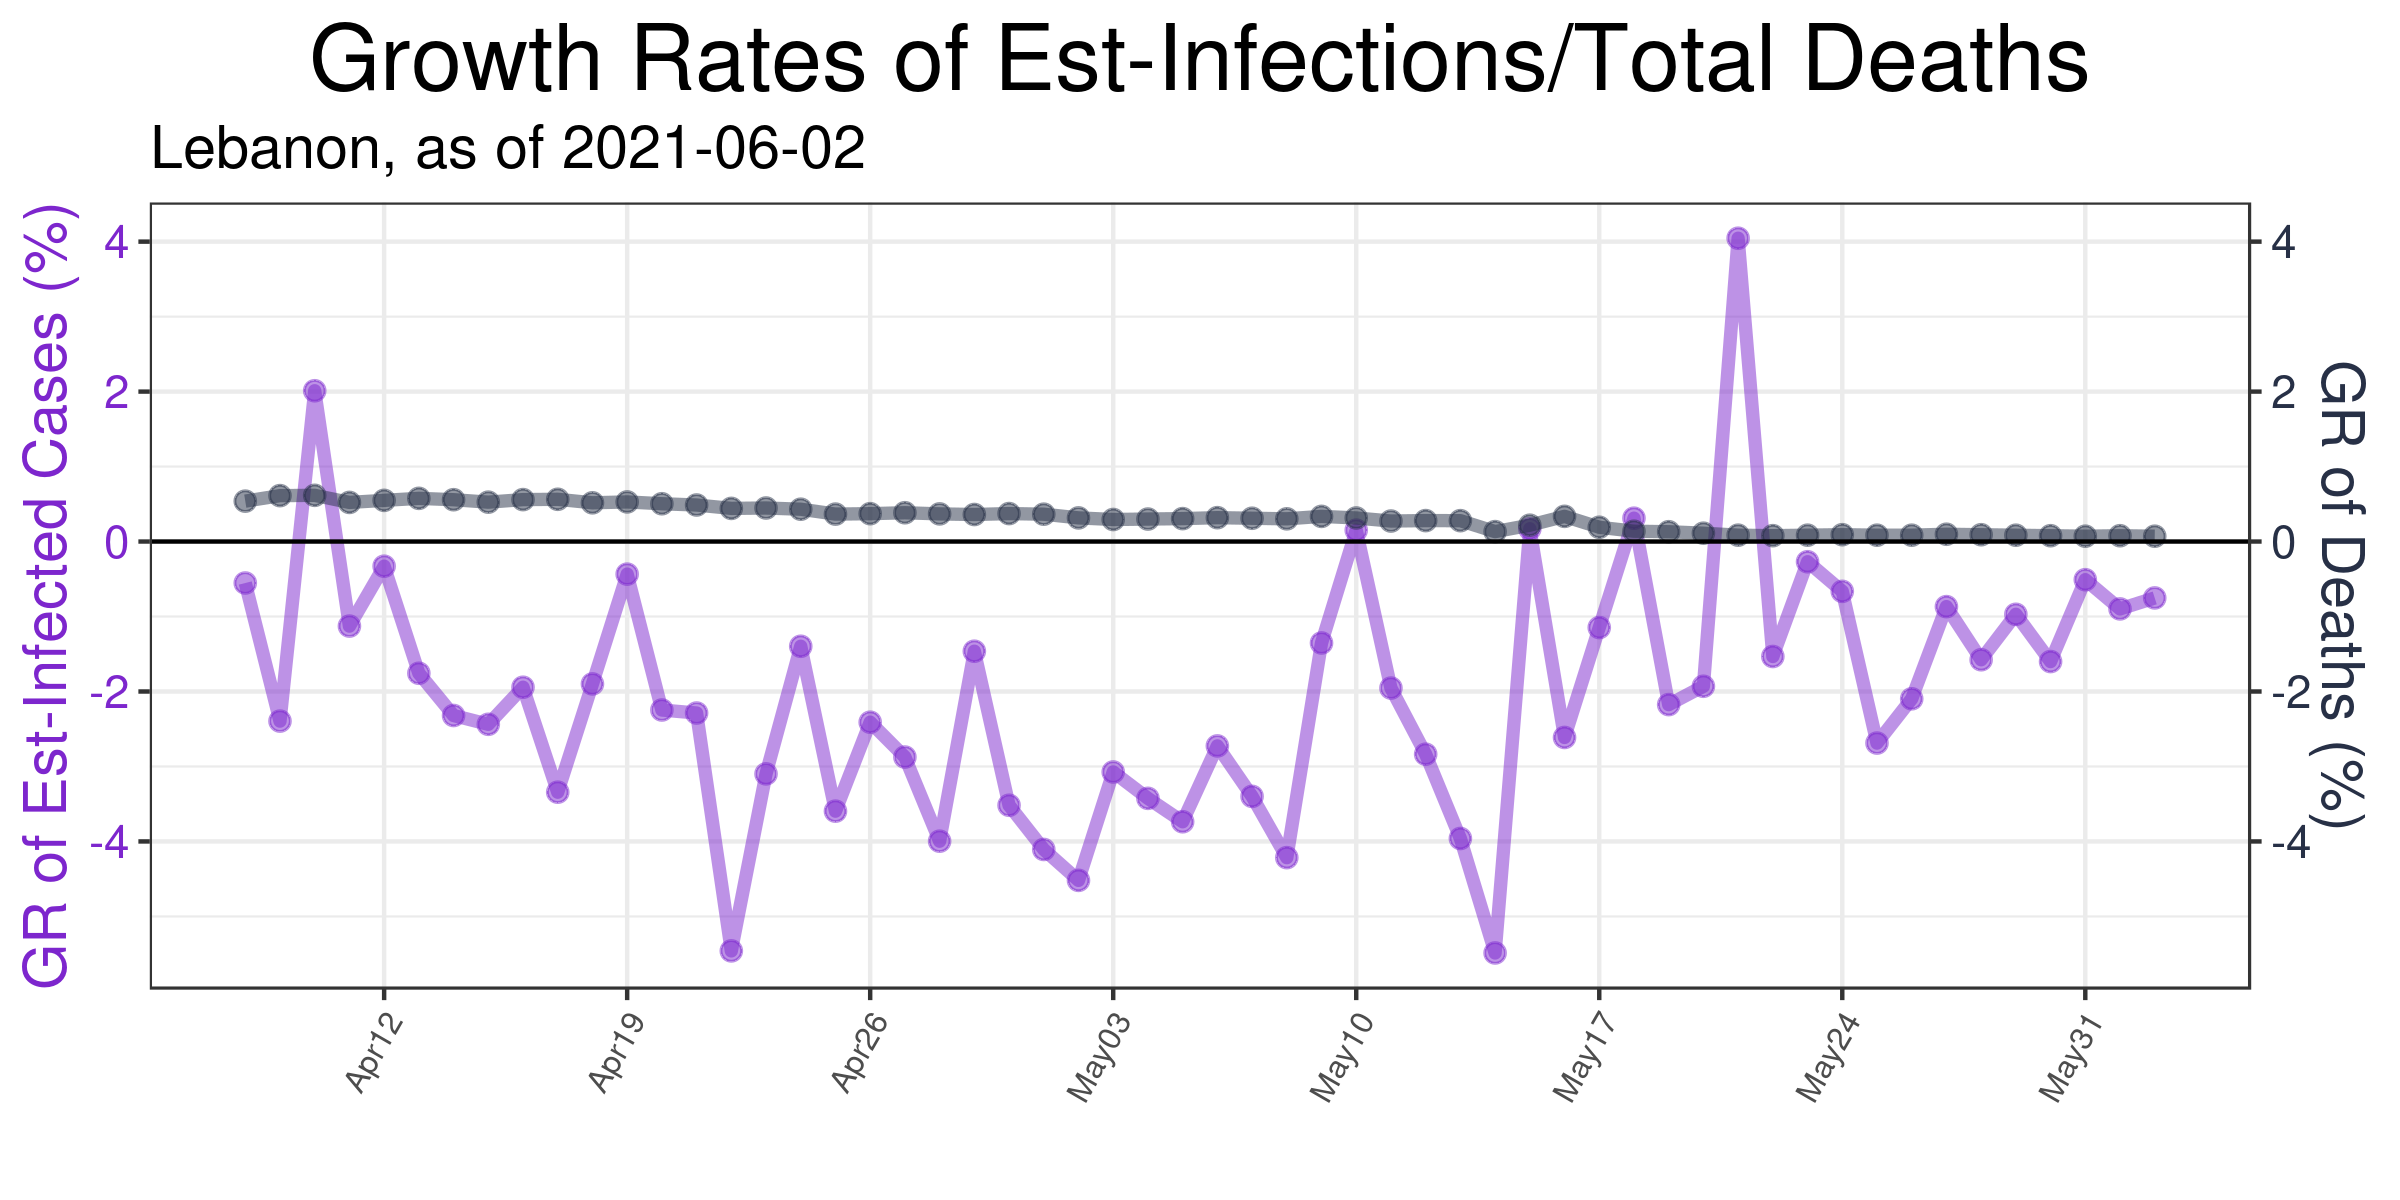 Growth Rates of Est-Infections/Total Deaths
Lebanon, as of 2021-06-02
GR of Est-Infected Cases (%)
4
2
0
-2
-4
4
2
0
-2
-4
GR of Deaths (%)
Apr12
Apr19
Apr26
May03
May10
May17
May24
May31